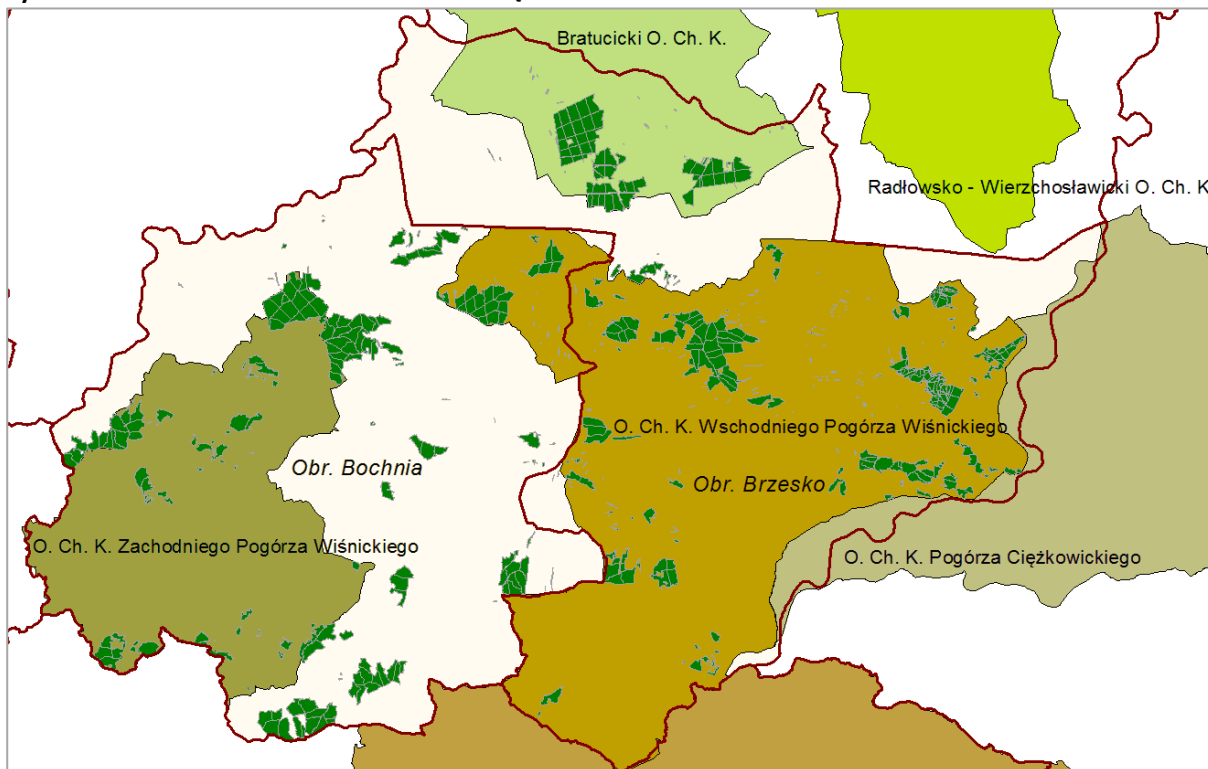 Bratucicki O. Ch. K.
Radłowsko - Wierzchosławicki O. Ch. K
O. Ch. K. Wschodniego Pogórza Wiśnickiego
Obr. Bochnia
Obr. Brzesko
O. Ch. K. Zachodniego Pogórza Wiśnickiego
O. Ch. K. Pogórza Ciężkowickiego